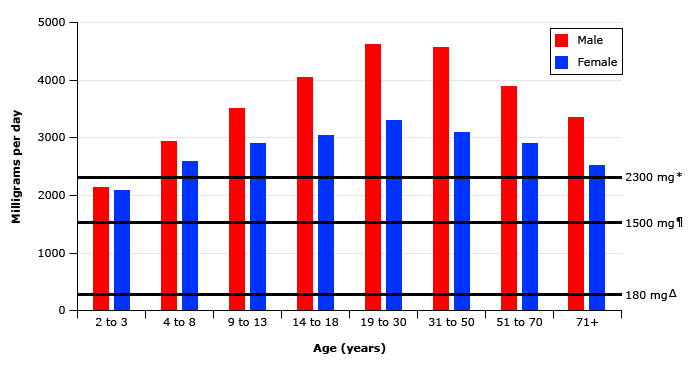 5000
Male
Female
4000
3000
2300 mg*
2000
1500 mg¶
1000
180 mgΔ
0
2 to 3 4 to 8 9 to 13 14 to 18 19 to 30 31 to 50 51 to 70 71+
Milligrams per day
Age (years)